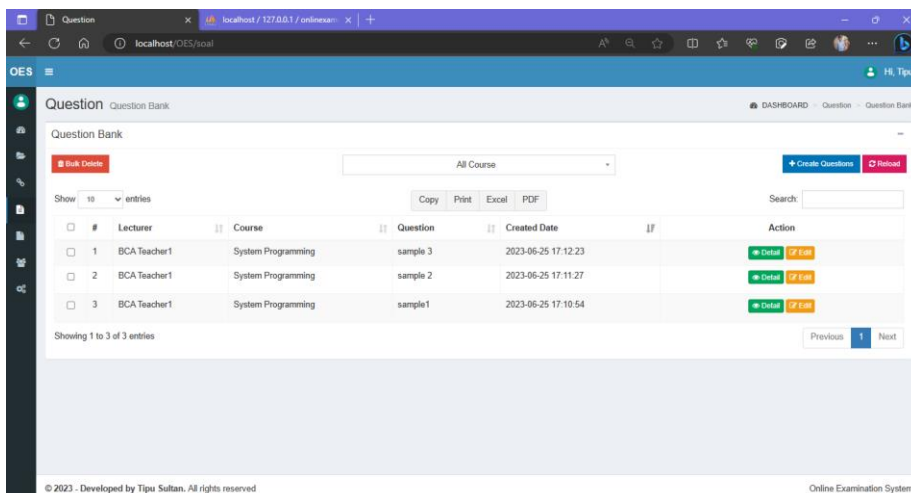 Question
localhost / 127.0.0.1 / onlinexam
localhost/OES/soal
OES
Hi, Tipu
Question Question Bank
DASHBOARD Question Question Bank
Question Bank
Bulk Delete
All Course
Create Questions
Reload
Show 10 entries
Copy Print Excel PDF
Search:
# Lecturer Course Question Created Date Action
1 BCA Teacher1 System Programming sample 3 2023-06-25 17:12:23 Detail Edit
2 BCA Teacher1 System Programming sample 2 2023-06-25 17:11:27 Detail Edit
3 BCA Teacher1 System Programming sample1 2023-06-25 17:10:54 Detail Edit
Showing 1 to 3 of 3 entries
Previous 1 Next
© 2023 - Developed by Tipu Sultan. All rights reserved
Online Examination System